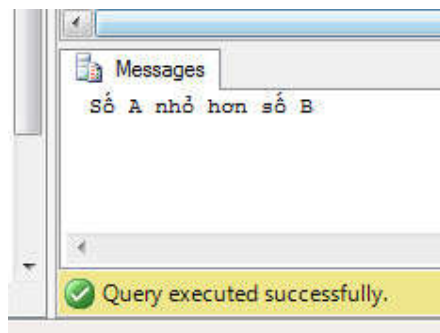 Messages
Số A nhỏ hơn số B
Query executed successfully.